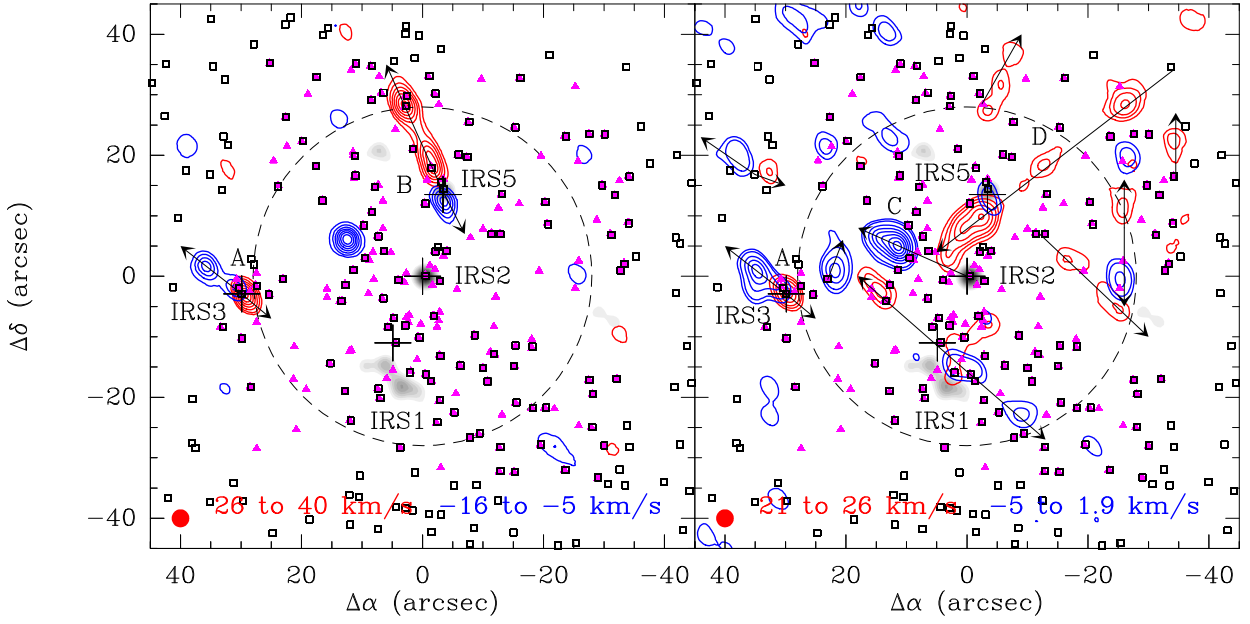 40
20
0
−20
−40
Δδ (arcsec)
B
IRS5
A
IRS3
IRS2
IRS1
26 to 40 km/s
−16 to −5 km/s
D
IRS5
C
A
IRS3
IRS2
IRS1
21 to 26 km/s
−5 to 1.9 km/s
40 20 0 −20 −40
40 20 0 −20 −40
Δα (arcsec)
Δα (arcsec)